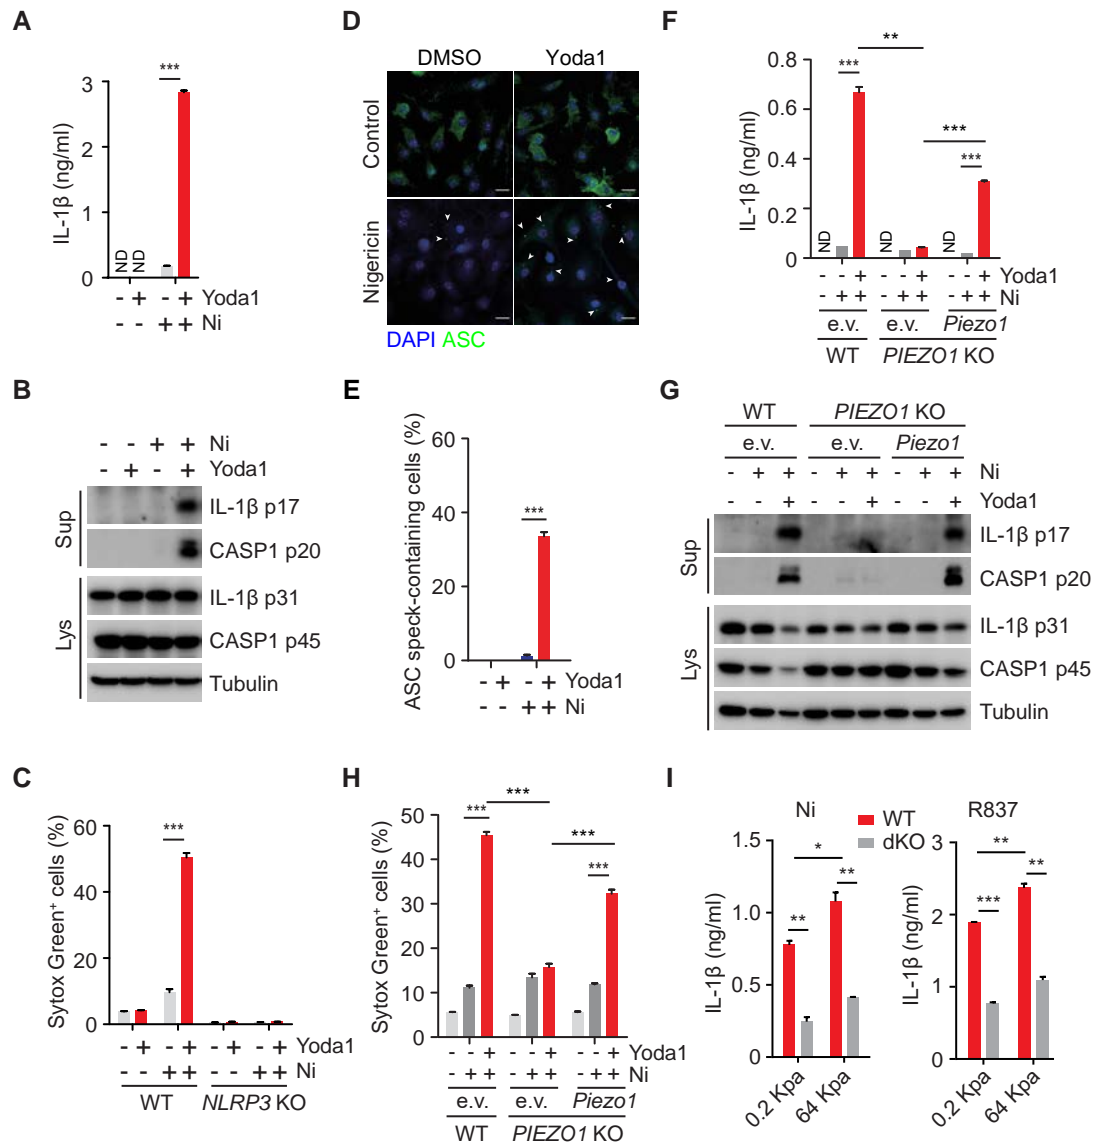 A
***
IL-1β (ng/ml)
3
2
1
0
ND
ND
- + - + Yoda1
- - + + Ni
B
- - + + Ni
- + - + Yoda1
Sup
IL-1β p17
CASP1 p20
Lys
IL-1β p31
CASP1 p45
Tubulin
C
***
Sytox Green+ cells (%)
60
40
20
0
- + - + - + - + Yoda1
- - + + - - + + Ni
WT NLRP3 KO
D
DMSO Yoda1
Control
Nigericin
DAPI ASC
E
***
ASC speck-containing cells (%)
60
40
20
0
- + - + Yoda1
- - + + Ni
F
**
***
***
***
IL-1β (ng/ml)
0.8
0.6
0.4
0.2
0
ND
ND
ND
- - + - - + - - + Yoda1
- + + - + + - + + Ni
e.v. e.v. Piezo1
WT PIEZO1 KO
G
WT PIEZO1 KO
e.v. e.v. Piezo1
- + + - + + - + + Ni
- - + - - + - - + Yoda1
Sup
IL-1β p17
CASP1 p20
Lys
IL-1β p31
CASP1 p45
Tubulin
H
***
***
***
***
Sytox Green+ cells (%)
50
40
30
20
10
0
- - + - - + - - + Yoda1
- + + - + + - + + Ni
e.v. e.v. Piezo1
WT PIEZO1 KO
I
Ni
WT
dKO
R837
*
**
**
IL-1β (ng/ml)
1.5
1.0
0.5
0
0.2 Kpa
64 Kpa
**
***
**
IL-1β (ng/ml)
3
2
1
0
0.2 Kpa
64 Kpa